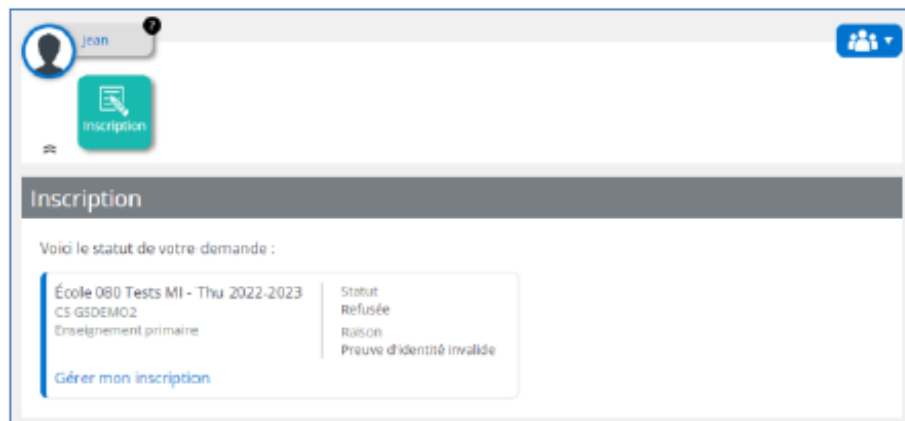 ?
Jean
Inscription
Inscription
Voici le statut de votre demande :
École 080 Tests MI - Thu 2022-2023
CS GSDEMO2
Enseignement primaire
Gérer mon inscription
Statut
Refusée
Raison
Preuve d'identité invalide